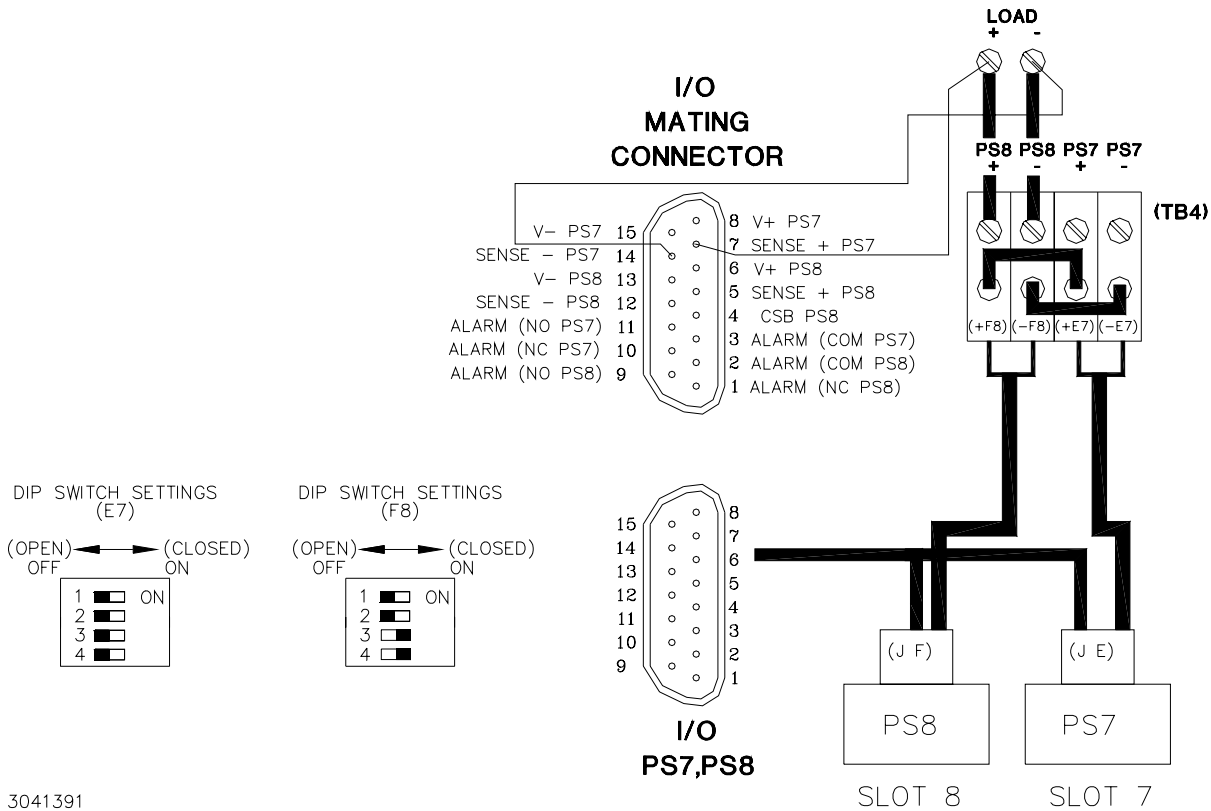 LOAD
+ -
I/O
MATING
CONNECTOR
PS8 PS8 PS7 PS7
+ - + -
(TB4)
V- PS7 15
SENSE - PS7 14
V- PS8 13
SENSE - PS8 12
ALARM (NO PS7) 11
ALARM (NC PS7) 10
ALARM (NO PS8) 9
8 V+ PS7
7 SENSE + PS7
6 V+ PS8
5 SENSE + PS8
4 CSB PS8
3 ALARM (COM PS7)
2 ALARM (COM PS8)
1 ALARM (NC PS8)
(+F8) (-F8) (+E7) (-E7)
DIP SWITCH SETTINGS
(E7)
(OPEN) (CLOSED)
OFF ON
1 ON
2
3
4
DIP SWITCH SETTINGS
(F8)
(OPEN) (CLOSED)
OFF ON
1 ON
2
3
4
15
14
13
12
11
10
9
8
7
6
5
4
3
2
1
I/O
PS7,PS8
(J F)
(J E)
PS8
PS7
SLOT 8
SLOT 7
3041391